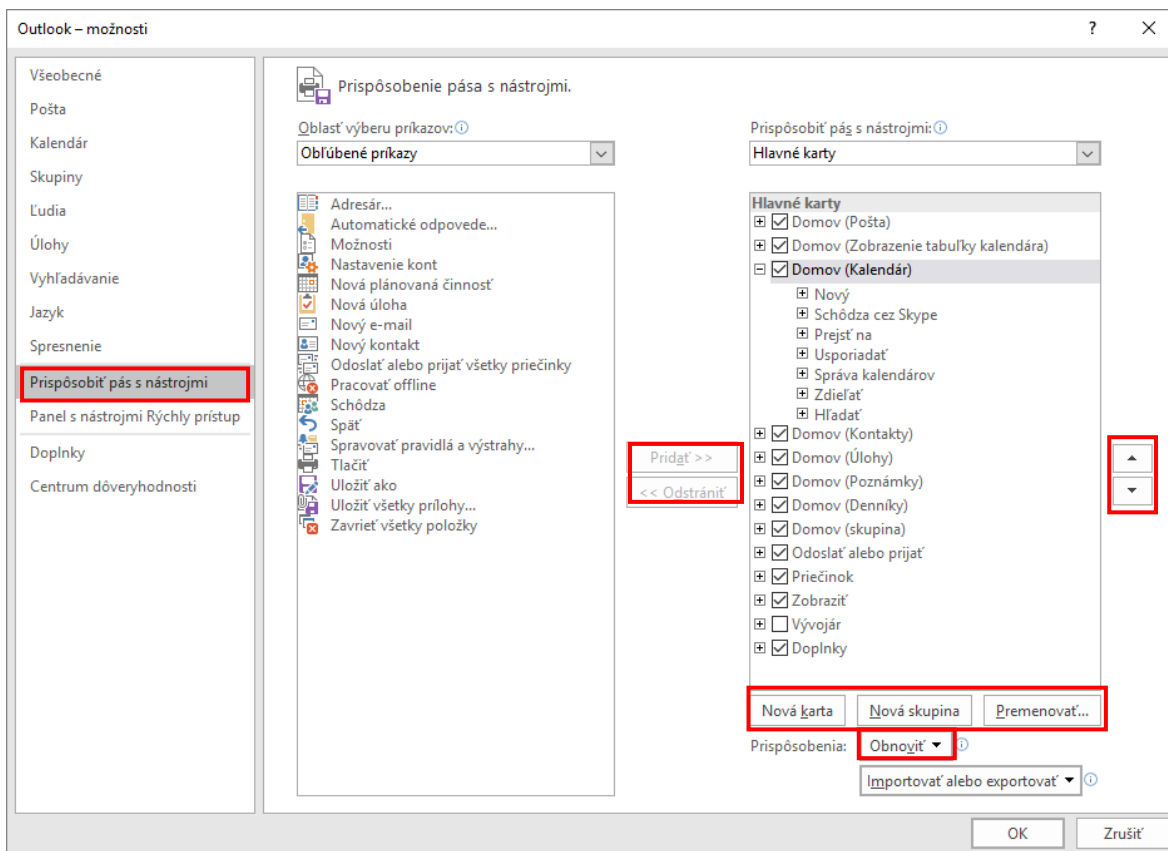 Outlook – možnosti
?
Všeobecné
Pošta
Kalendár
Skupiny
Ľudia
Úlohy
Vyhľadávanie
Jazyk
Spresnenie
Prispôsobiť pás s nástrojmi
Panel s nástrojmi Rýchly prístup
Doplnky
Centrum dôveryhodnosti
Prispôsobenie pása s nástrojmi.
Oblasť výberu príkazov:
Obľúbené príkazy
Adresár...
Automatické odpovede...
Možnosti
Nastavenie kont
Nová plánovaná činnosť
Nová úloha
Nový e-mail
Nový kontakt
Odoslať alebo prijať všetky priečinky
Pracovať offline
Schôdza
Späť
Spravovať pravidlá a výstrahy...
Tlačiť
Uložiť ako
Uložiť všetky prílohy...
Zavrieť všetky položky
Pridať >>
<< Odstrániť
Prispôsobiť pás s nástrojmi:
Hlavné karty
Hlavné karty
Domov (Pošta)
Domov (Zobrazenie tabuľky kalendára)
Domov (Kalendár)
Nový
Schôdza cez Skype
Prejsť na
Usporiadať
Správa kalendárov
Zdieľať
Hľadať
Domov (Kontakty)
Domov (Úlohy)
Domov (Poznámky)
Domov (Denníky)
Domov (skupina)
Odoslať alebo prijať
Priečinok
Zobraziť
Vývojár
Doplnky
Nová karta
Nová skupina
Premenovať...
Prispôsobenia:
Obnoviť
Importovať alebo exportovať
OK
Zrušiť